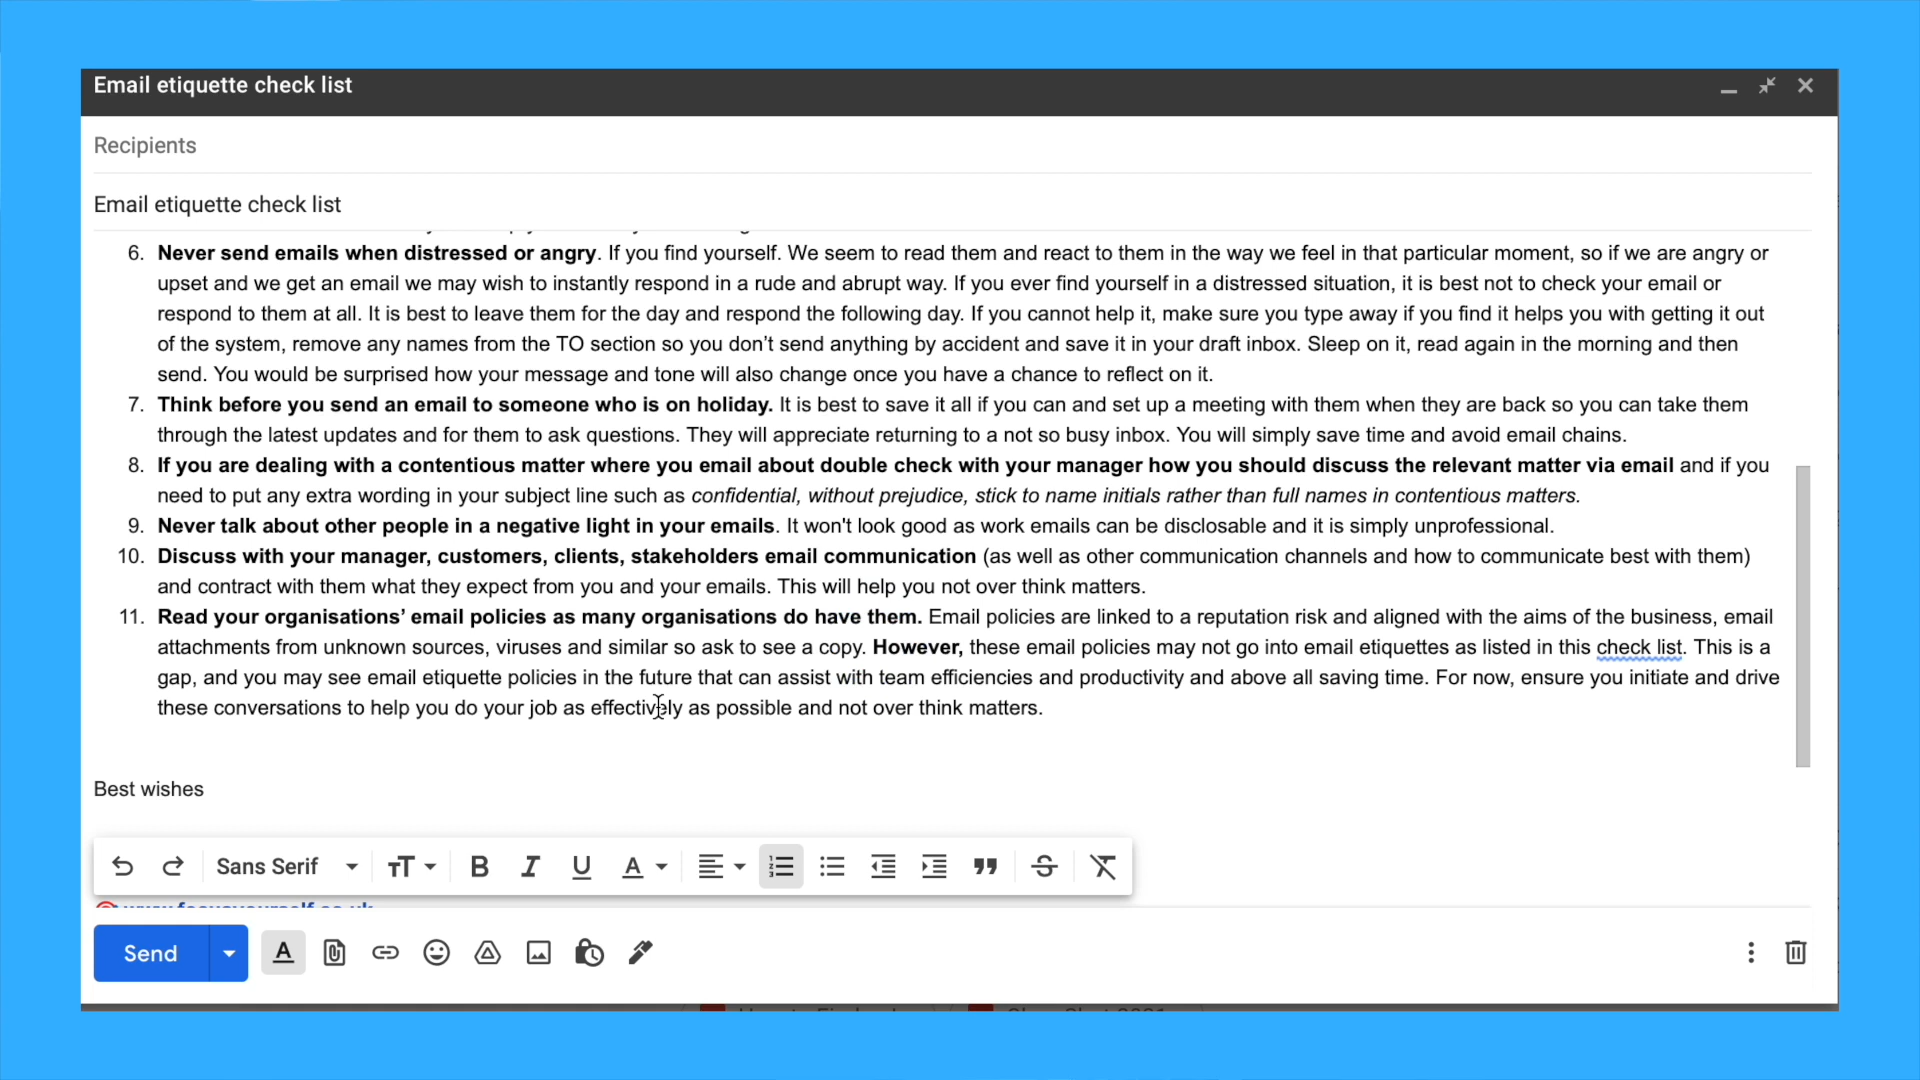 Email etiquette check list
Recipients
Email etiquette check list
6. Never send emails when distressed or angry. If you find yourself. We seem to read them and react to them in the way we feel in that particular moment, so if we are angry or
upset and we get an email we may wish to instantly respond in a rude and abrupt way. If you ever find yourself in a distressed situation, it is best not to check your email or
respond to them at all. It is best to leave them for the day and respond the following day. If you cannot help it, make sure you type away if you find it helps you with getting it out
of the system, remove any names from the TO section so you don’t send anything by accident and save it in your draft inbox. Sleep on it, read again in the morning and then
send. You would be surprised how your message and tone will also change once you have a chance to reflect on it.
7. Think before you send an email to someone who is on holiday. It is best to save it all if you can and set up a meeting with them when they are back so you can take them
through the latest updates and for them to ask questions. They will appreciate returning to a not so busy inbox. You will simply save time and avoid email chains.
8. If you are dealing with a contentious matter where you email about double check with your manager how you should discuss the relevant matter via email and if you
need to put any extra wording in your subject line such as confidential, without prejudice, stick to name initials rather than full names in contentious matters.
9. Never talk about other people in a negative light in your emails. It won't look good as work emails can be disclosable and it is simply unprofessional.
10. Discuss with your manager, customers, clients, stakeholders email communication (as well as other communication channels and how to communicate best with them)
and contract with them what they expect from you and your emails. This will help you not over think matters.
11. Read your organisations’ email policies as many organisations do have them. Email policies are linked to a reputation risk and aligned with the aims of the business, email
attachments from unknown sources, viruses and similar so ask to see a copy. However, these email policies may not go into email etiquettes as listed in this check list. This is a
gap, and you may see email etiquette policies in the future that can assist with team efficiencies and productivity and above all saving time. For now, ensure you initiate and drive
these conversations to help you do your job as effectively as possible and not over think matters.
Best wishes
Sans Serif
Send